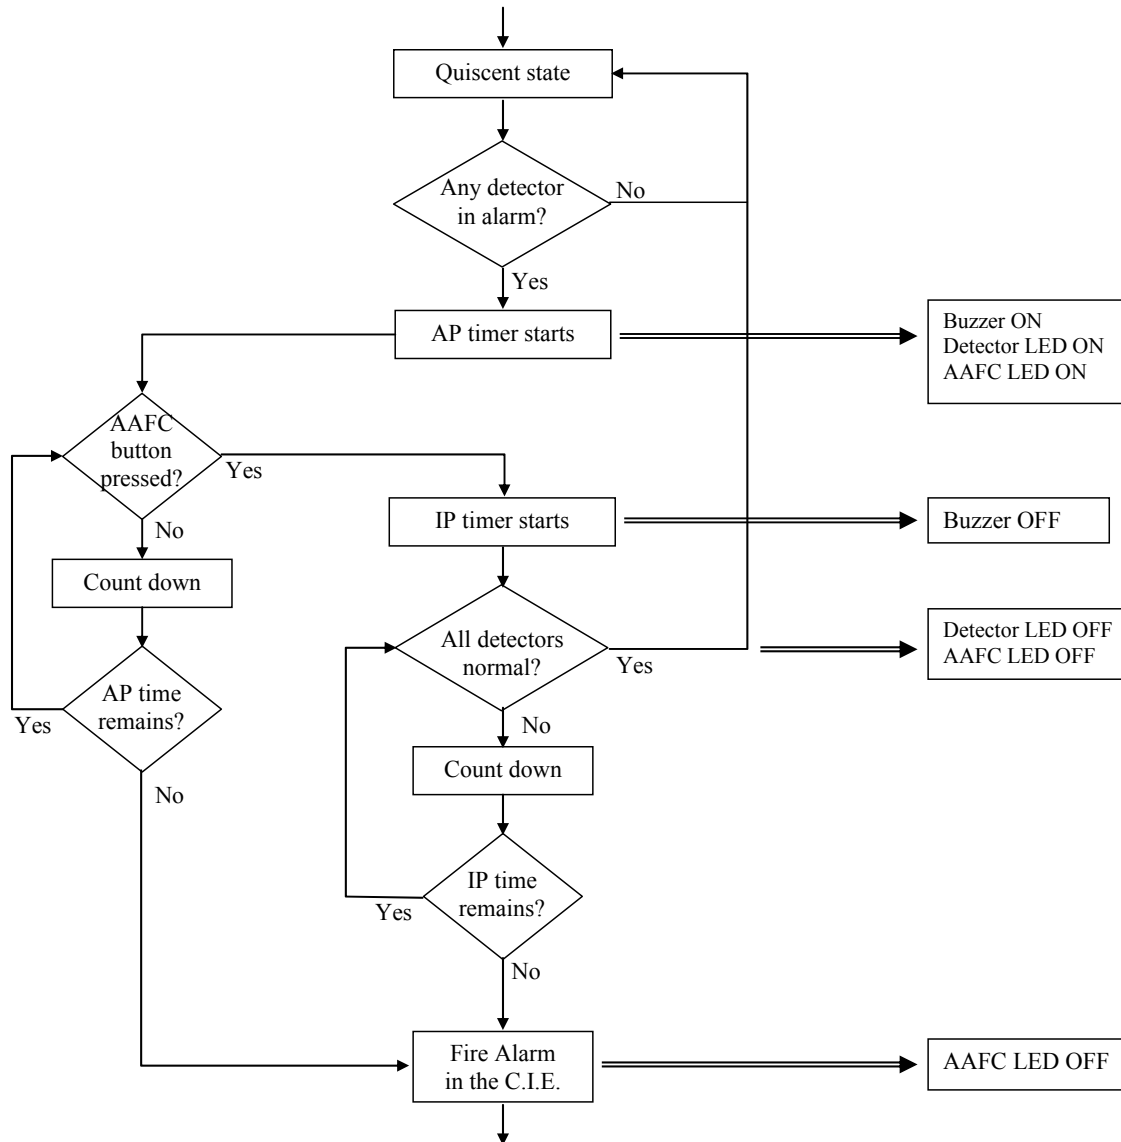 Quiscent state
Any detector
in alarm?
No
Yes
AP timer starts
Buzzer ON
Detector LED ON
AAFC LED ON
AAFC
button
pressed?
Yes
No
IP timer starts
Buzzer OFF
Count down
All detectors
normal?
Yes
Detector LED OFF
AAFC LED OFF
AP time
remains?
Yes
No
No
Count down
IP time
remains?
Yes
No
Fire Alarm
in the C.I.E.
AAFC LED OFF